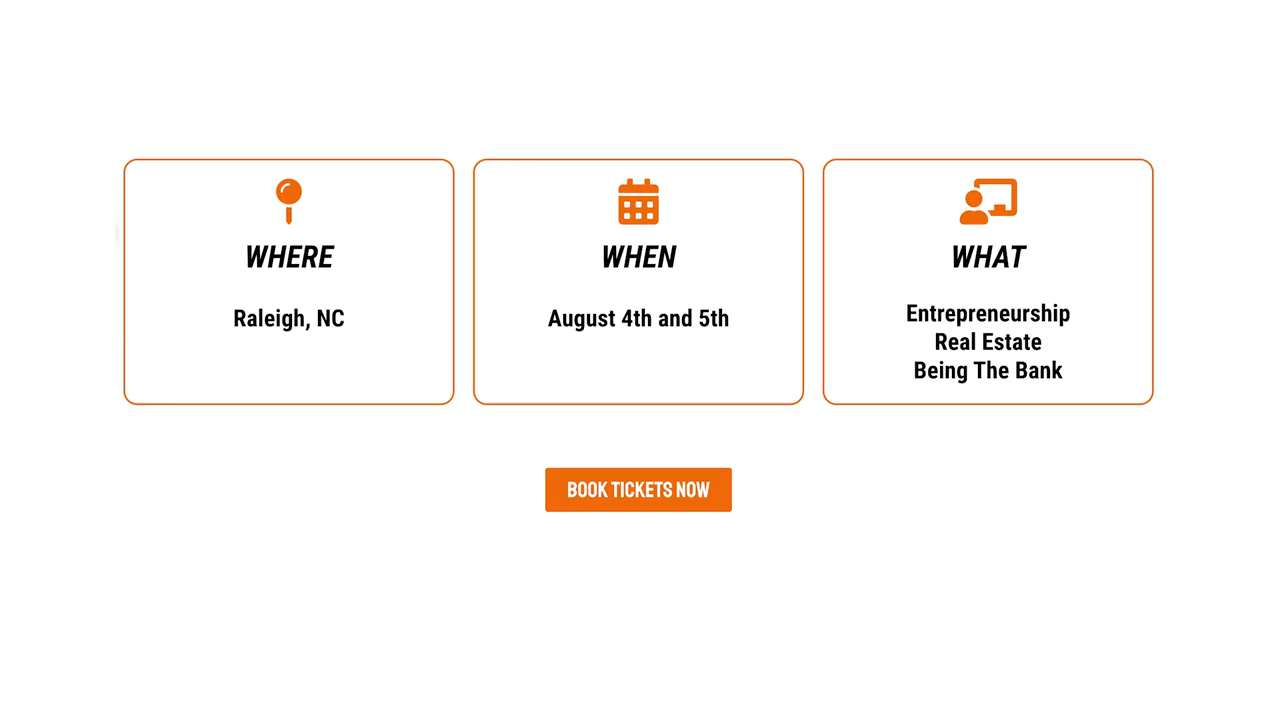 WHERE
Raleigh, NC
WHEN
August 4th and 5th
WHAT
Entrepreneurship
Real Estate
Being The Bank
BOOK TICKETS NOW